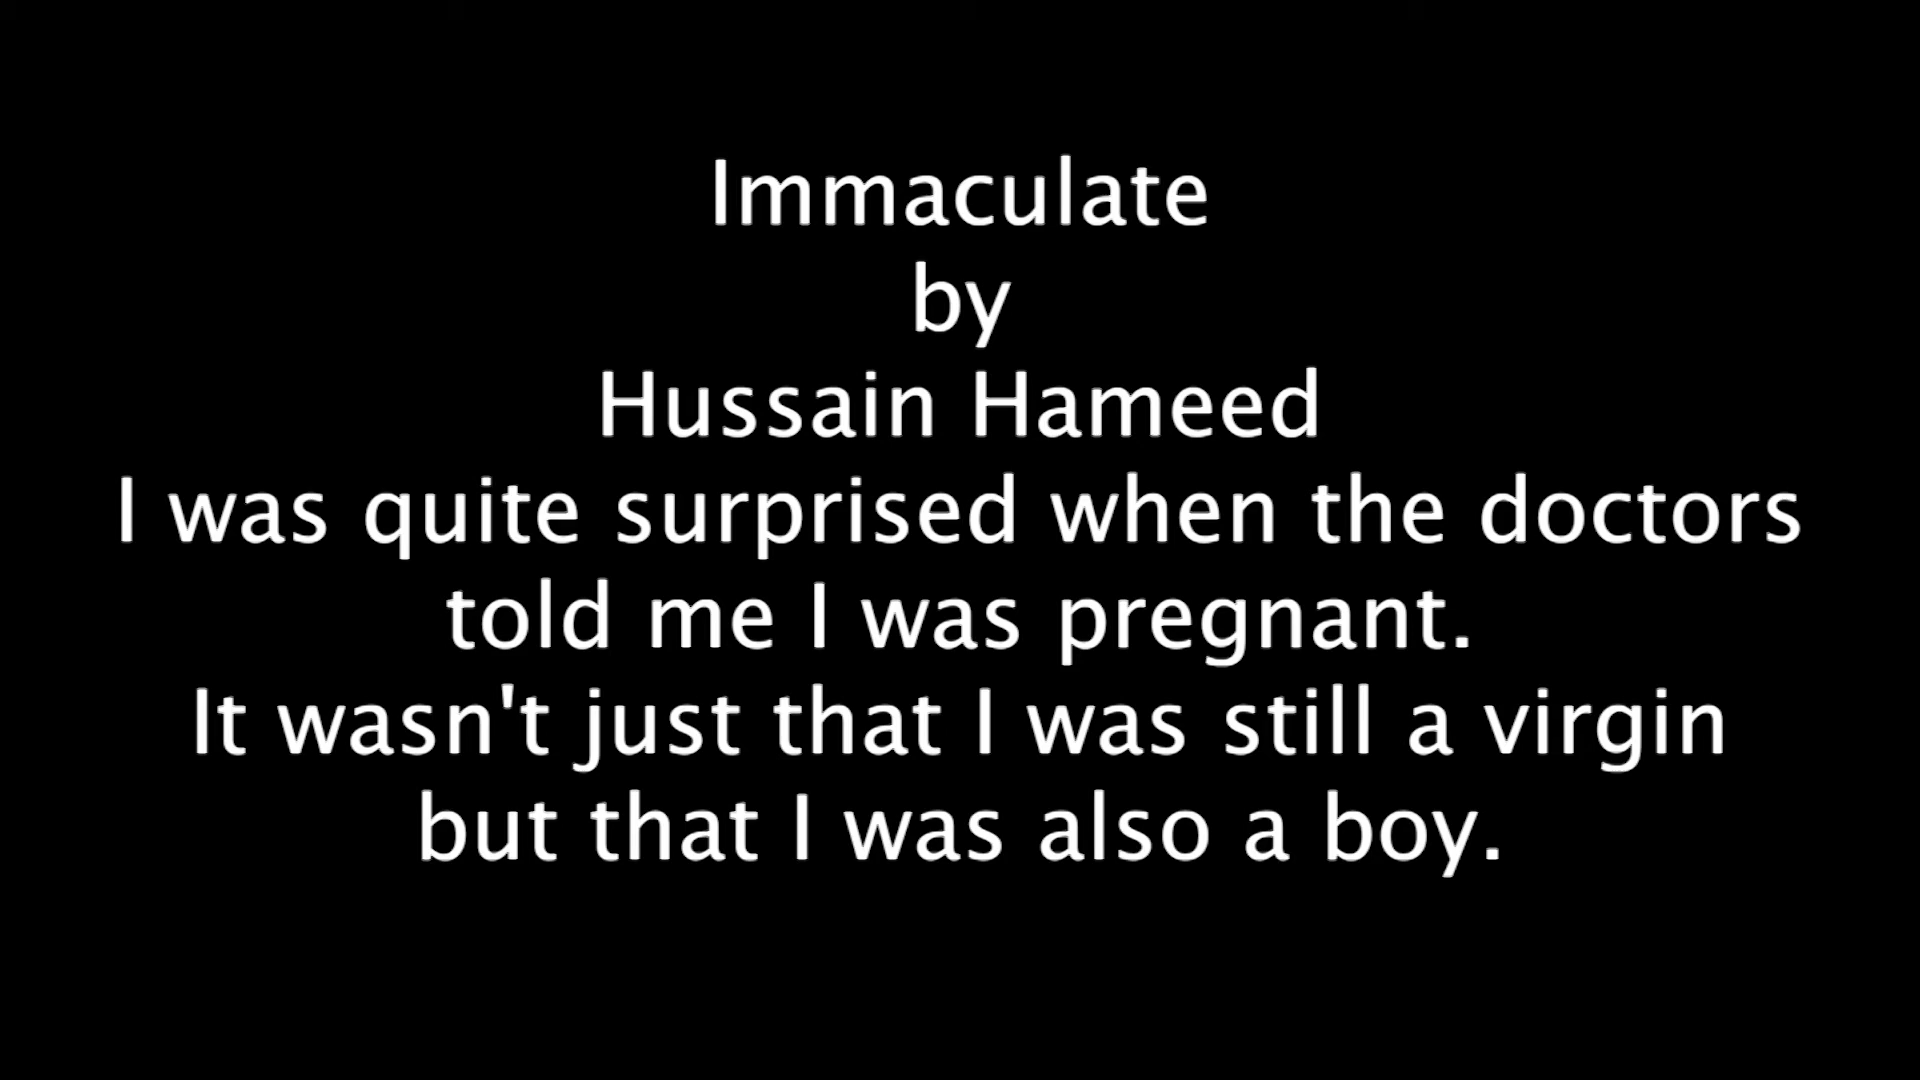 Immaculate
by
Hussain Hameed
I was quite surprised when the doctors
told me I was pregnant.
It wasn't just that I was still a virgin
but that I was also a boy.